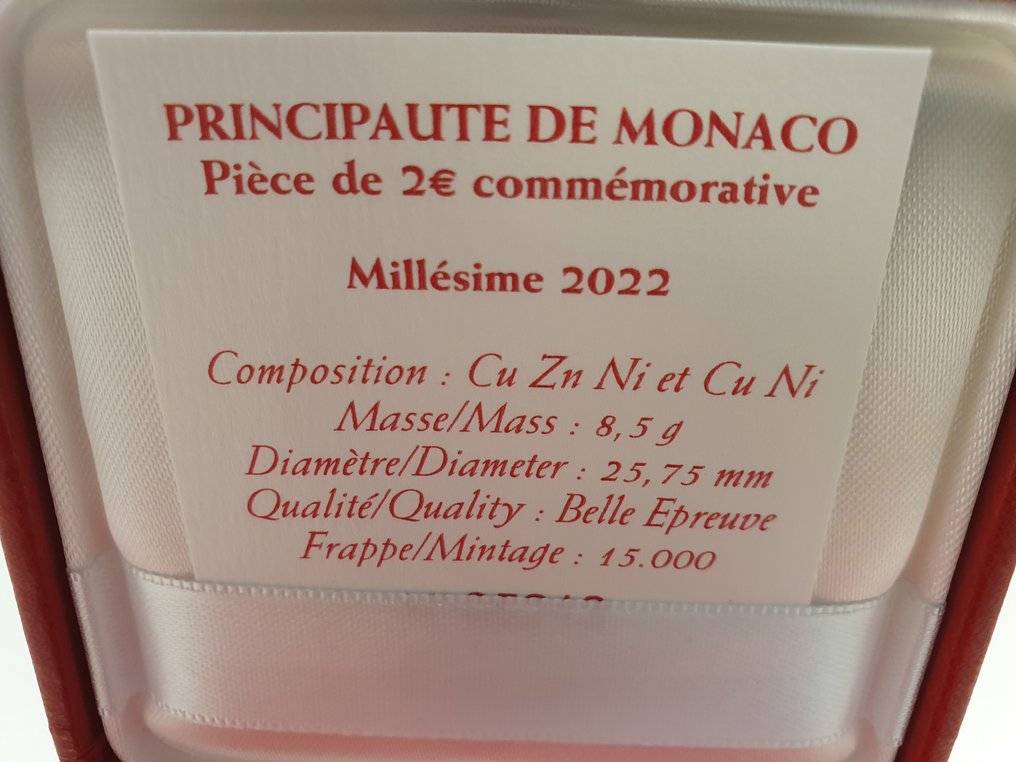 PRINCIPAUTE DE MONACO
Pièce de 2€ commémorative
Millésime 2022
Composition : Cu Zn Ni et Cu Ni
Masse/Mass : 8,5 g
Diamètre/Diameter : 25,75 mm
Qualité/Quality : Belle Epreuve
Frappe/Mintage : 15.000